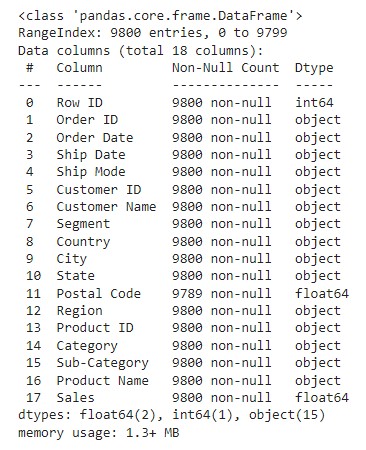 <class 'pandas.core.frame.DataFrame'>
RangeIndex: 9800 entries, 0 to 9799
Data columns (total 18 columns):
 #   Column         Non-Null Count  Dtype
---  ------         --------------  -----
 0   Row ID         9800 non-null   int64
 1   Order ID       9800 non-null   object
 2   Order Date     9800 non-null   object
 3   Ship Date      9800 non-null   object
 4   Ship Mode      9800 non-null   object
 5   Customer ID    9800 non-null   object
 6   Customer Name  9800 non-null   object
 7   Segment        9800 non-null   object
 8   Country        9800 non-null   object
 9   City           9800 non-null   object
 10  State          9800 non-null   object
 11  Postal Code    9789 non-null   float64
 12  Region         9800 non-null   object
 13  Product ID     9800 non-null   object
 14  Category       9800 non-null   object
 15  Sub-Category   9800 non-null   object
 16  Product Name   9800 non-null   object
 17  Sales          9800 non-null   float64
dtypes: float64(2), int64(1), object(15)
memory usage: 1.3+ MB